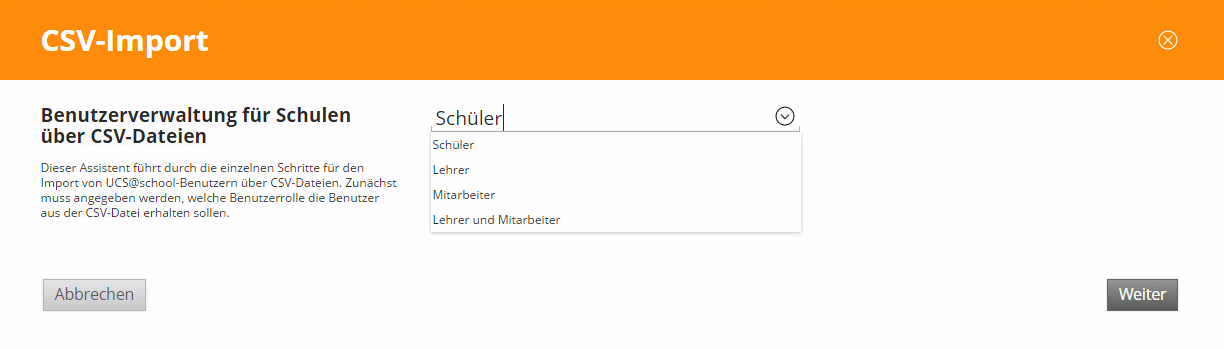 CSV-Import
Benutzerverwaltung für Schulen
über CSV-Dateien
Dieser Assistent führt durch die einzelnen Schritte für den
Import von UCS@school-Benutzern über CSV-Dateien. Zunächst
muss angegeben werden, welche Benutzerrolle die Benutzer
aus der CSV-Datei erhalten sollen.
Schüler
Schüler
Lehrer
Mitarbeiter
Lehrer und Mitarbeiter
Abbrechen
Weiter